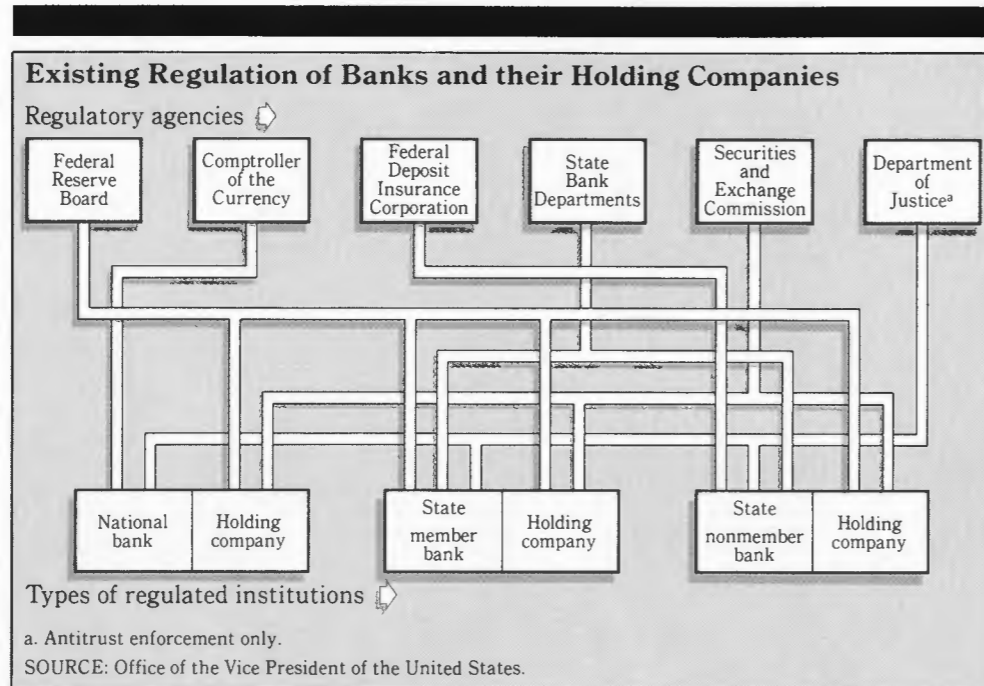 Existing Regulation of Banks and their Holding Companies
Regulatory agencies
Federal
Reserve
Board
Comptroller
of the
Currency
Federal
Deposit
Insurance
Corporation
State
Bank
Departments
Securities
and
Exchange
Commission
Department
of
Justiceᵃ
National
bank
Holding
company
State
member
bank
Holding
company
State
nonmember
bank
Holding
company
Types of regulated institutions
a. Antitrust enforcement only.
SOURCE: Office of the Vice President of the United States.